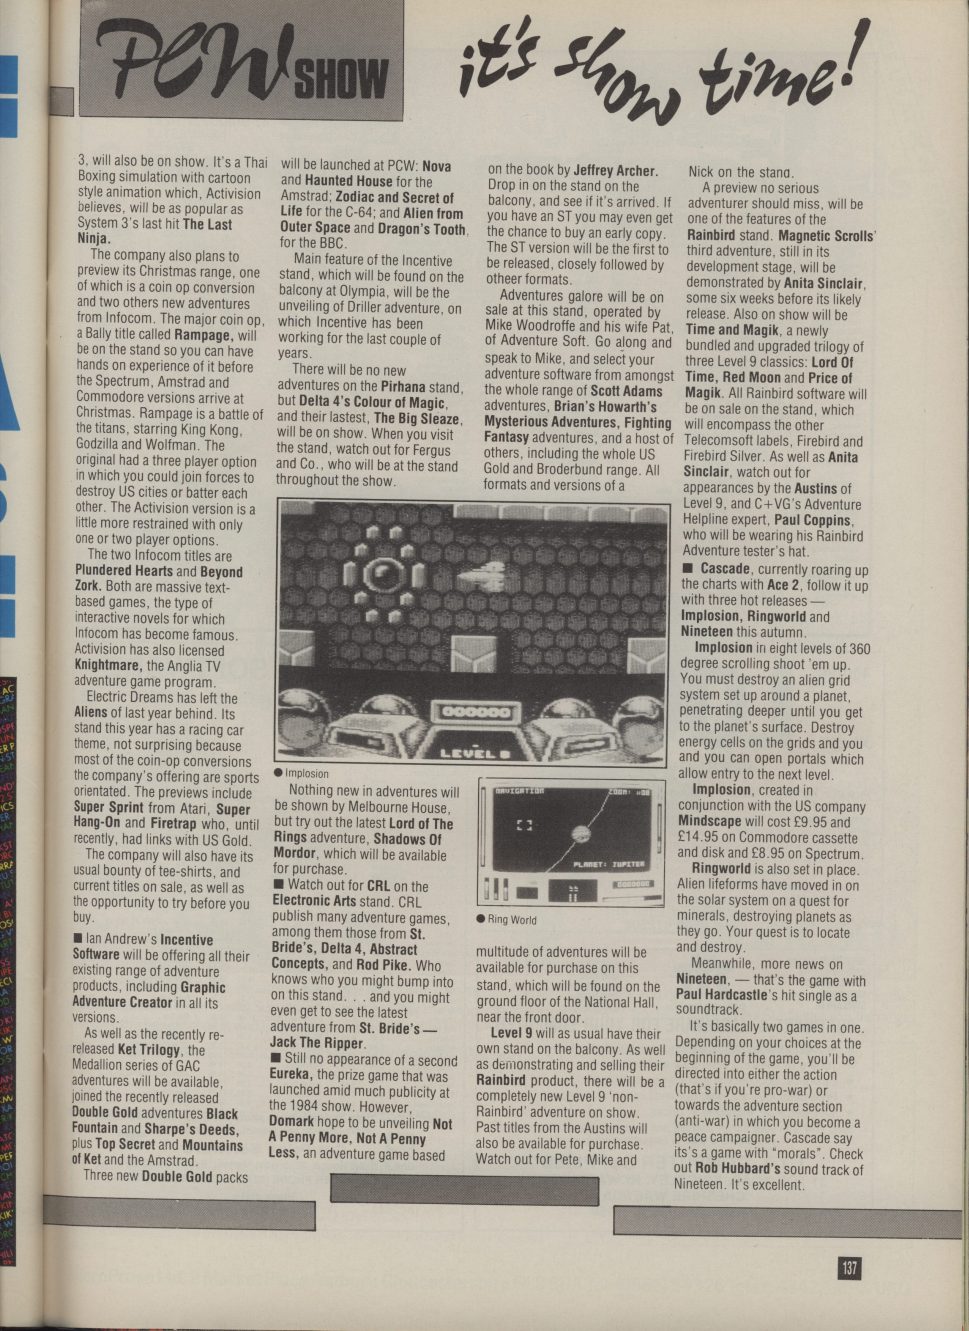 PCW SHOW
it's show time!
3, will also be on show. It's a Thai
Boxing simulation with cartoon
style animation which, Activision
believes, will be as popular as
System 3's last hit The Last
Ninja.
The company also plans to
preview its Christmas range, one
of which is a coin op conversion
and two others new adventures
from Infocom. The major coin op,
a Bally title called Rampage, will
be on the stand so you can have
hands on experience of it before
the Spectrum, Amstrad and
Commodore versions arrive at
Christmas. Rampage is a battle of
the titans, starring King Kong,
Godzilla and Wolfman. The
original had a three player option
in which you could join forces to
destroy US cities or batter each
other. The Activision version is a
little more restrained with only
one or two player options.
The two Infocom titles are
Plundered Hearts and Beyond
Zork. Both are massive text-
based games, the type of
interactive novels for which
Infocom has become famous.
Activision has also licensed
Knightmare, the Anglia TV
adventure game program.
Electric Dreams has left the
Aliens of last year behind. Its
stand this year has a racing car
theme, not surprising because
most of the coin-op conversions
the company's offering are sports
orientated. The previews include
Super Sprint from Atari, Super
Hang-On and Firetrap who, until
recently, had links with US Gold.
The company will also have its
usual bounty of tee-shirts, and
current titles on sale, as well as
the opportunity to try before you
buy.
■ Ian Andrew's Incentive
Software will be offering all their
existing range of adventure
products, including Graphic
Adventure Creator in all its
versions.
As well as the recently re-
released Ket Trilogy, the
Medallion series of GAC
adventures will be available,
joined the recently released
Double Gold adventures Black
Fountain and Sharpe's Deeds,
plus Top Secret and Mountains
of Ket and the Amstrad.
Three new Double Gold packs
will be launched at PCW: Nova
and Haunted House for the
Amstrad; Zodiac and Secret of
Life for the C-64; and Alien from
Outer Space and Dragon's Tooth,
for the BBC.
Main feature of the Incentive
stand, which will be found on the
balcony at Olympia, will be the
unveiling of Driller adventure, on
which Incentive has been
working for the last couple of
years.
There will be no new
adventures on the Pirhana stand,
but Delta 4's Colour of Magic,
and their lastest, The Big Sleaze,
will be on show. When you visit
the stand, watch out for Fergus
and Co., who will be at the stand
throughout the show.
000000
LEVEL 8
● Implosion
Nothing new in adventures will
be shown by Melbourne House,
but try out the latest Lord of The
Rings adventure, Shadows Of
Mordor, which will be available
for purchase.
■ Watch out for CRL on the
Electronic Arts stand. CRL
publish many adventure games,
among them those from St.
Bride's, Delta 4, Abstract
Concepts, and Rod Pike. Who
knows who you might bump into
on this stand. . . and you might
even get to see the latest
adventure from St. Bride's —
Jack The Ripper.
■ Still no appearance of a second
Eureka, the prize game that was
launched amid much publicity at
the 1984 show. However,
Domark hope to be unveiling Not
A Penny More, Not A Penny
Less, an adventure game based
on the book by Jeffrey Archer.
Drop in on the stand on the
balcony, and see if it's arrived. If
you have an ST you may even get
the chance to buy an early copy.
The ST version will be the first to
be released, closely followed by
otheer formats.
Adventures galore will be on
sale at this stand, operated by
Mike Woodroffe and his wife Pat,
of Adventure Soft. Go along and
speak to Mike, and select your
adventure software from amongst
the whole range of Scott Adams
adventures, Brian's Howarth's
Mysterious Adventures, Fighting
Fantasy adventures, and a host of
others, including the whole US
Gold and Broderbund range. All
formats and versions of a
NAVIGATION
PLANET: JUPITER
● Ring World
multitude of adventures will be
available for purchase on this
stand, which will be found on the
ground floor of the National Hall,
near the front door.
Level 9 will as usual have their
own stand on the balcony. As well
as demonstrating and selling their
Rainbird product, there will be a
completely new Level 9 'non-
Rainbird' adventure on show.
Past titles from the Austins will
also be available for purchase.
Watch out for Pete, Mike and
Nick on the stand.
A preview no serious
adventurer should miss, will be
one of the features of the
Rainbird stand. Magnetic Scrolls'
third adventure, still in its
development stage, will be
demonstrated by Anita Sinclair,
some six weeks before its likely
release. Also on show will be
Time and Magik, a newly
bundled and upgraded trilogy of
three Level 9 classics: Lord Of
Time, Red Moon and Price of
Magik. All Rainbird software will
be on sale on the stand, which
will encompass the other
Telecomsoft labels, Firebird and
Firebird Silver. As well as Anita
Sinclair, watch out for
appearances by the Austins of
Level 9, and C+VG's Adventure
Helpline expert, Paul Coppins,
who will be wearing his Rainbird
Adventure tester's hat.
■ Cascade, currently roaring up
the charts with Ace 2, follow it up
with three hot releases —
Implosion, Ringworld and
Nineteen this autumn.
Implosion in eight levels of 360
degree scrolling shoot 'em up.
You must destroy an alien grid
system set up around a planet,
penetrating deeper until you get
to the planet's surface. Destroy
energy cells on the grids and you
and you can open portals which
allow entry to the next level.
Implosion, created in
conjunction with the US company
Mindscape will cost £9.95 and
£14.95 on Commodore cassette
and disk and £8.95 on Spectrum.
Ringworld is also set in place.
Alien lifeforms have moved in on
the solar system on a quest for
minerals, destroying planets as
they go. Your quest is to locate
and destroy.
Meanwhile, more news on
Nineteen, — that's the game with
Paul Hardcastle's hit single as a
soundtrack.
It's basically two games in one.
Depending on your choices at the
beginning of the game, you'll be
directed into either the action
(that's if you're pro-war) or
towards the adventure section
(anti-war) in which you become a
peace campaigner. Cascade say
its's a game with "morals". Check
out Rob Hubbard's sound track of
Nineteen. It's excellent.
137